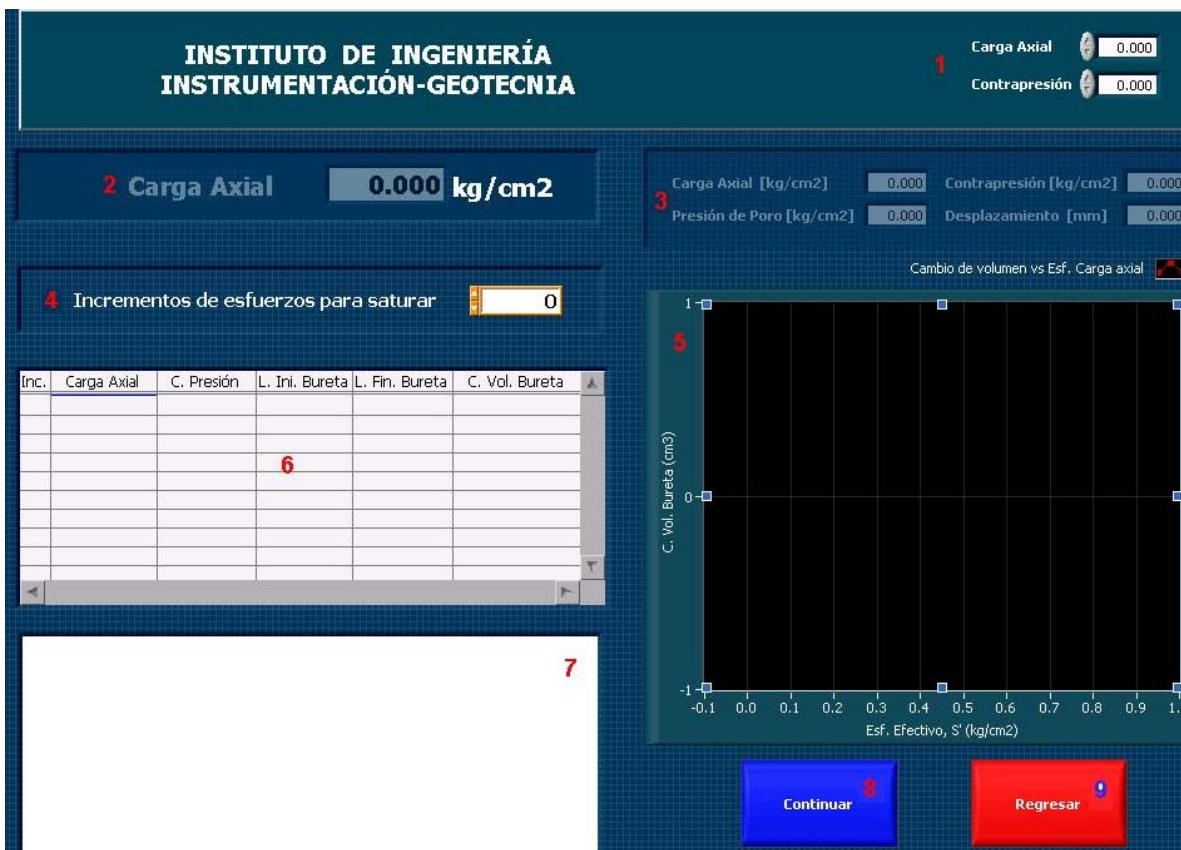 INSTITUTO DE INGENIERÍA
INSTRUMENTACIÓN-GEOTECNIA
1
Carga Axial 0.000
Contrapresión 0.000
2 Carga Axial 0.000 kg/cm2
3
Carga Axial [kg/cm2] 0.000 Contrapresión [kg/cm2] 0.000
Presión de Poro [kg/cm2] 0.000 Desplazamiento [mm] 0.000
4 Incrementos de esfuerzos para saturar 0
Cambio de volumen vs Esf. Carga axial
5
1
0
-1
C. Vol. Bureta (cm3)
-0.1 0.0 0.1 0.2 0.3 0.4 0.5 0.6 0.7 0.8 0.9 1.
Esf. Efectivo, S' (kg/cm2)
Inc. Carga Axial C. Presión L. Ini. Bureta L. Fin. Bureta C. Vol. Bureta
6
7
Continuar 8
Regresar 9